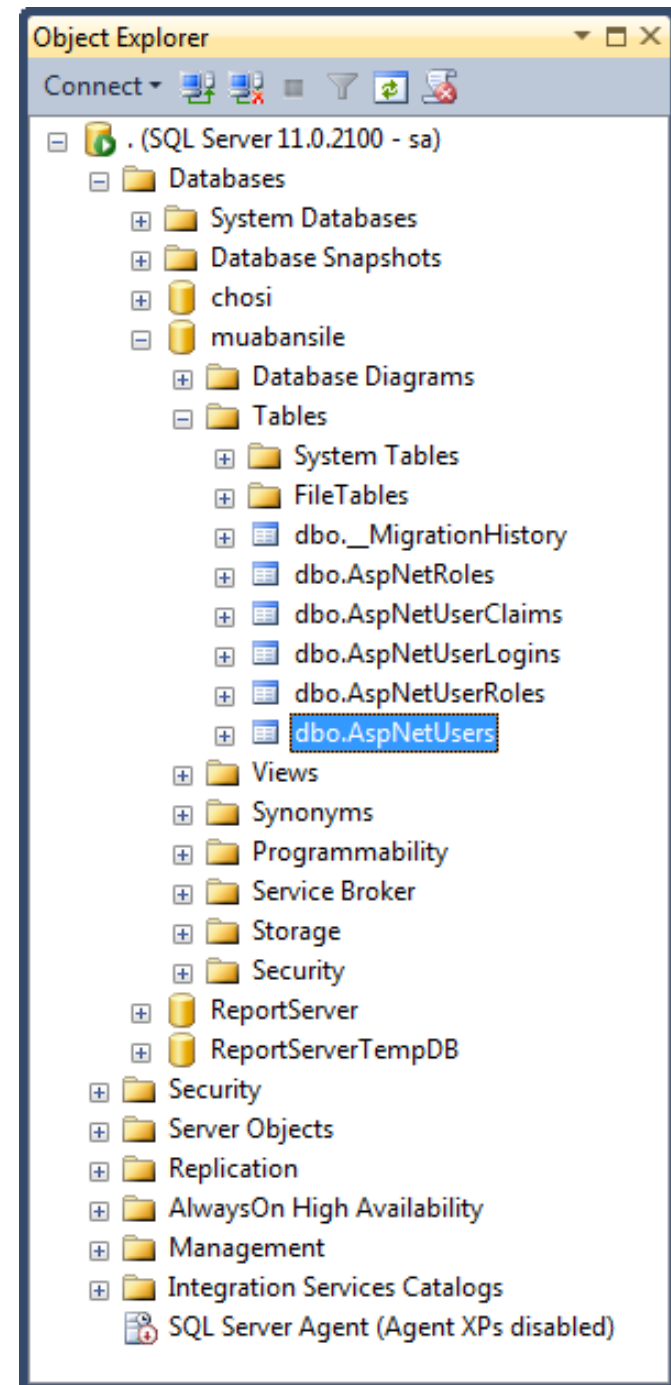 Object Explorer
Connect
. (SQL Server 11.0.2100 - sa)
Databases
System Databases
Database Snapshots
chosi
muabansile
Database Diagrams
Tables
System Tables
FileTables
dbo.__MigrationHistory
dbo.AspNetRoles
dbo.AspNetUserClaims
dbo.AspNetUserLogins
dbo.AspNetUserRoles
dbo.AspNetUsers
Views
Synonyms
Programmability
Service Broker
Storage
Security
ReportServer
ReportServerTempDB
Security
Server Objects
Replication
AlwaysOn High Availability
Management
Integration Services Catalogs
SQL Server Agent (Agent XPs disabled)